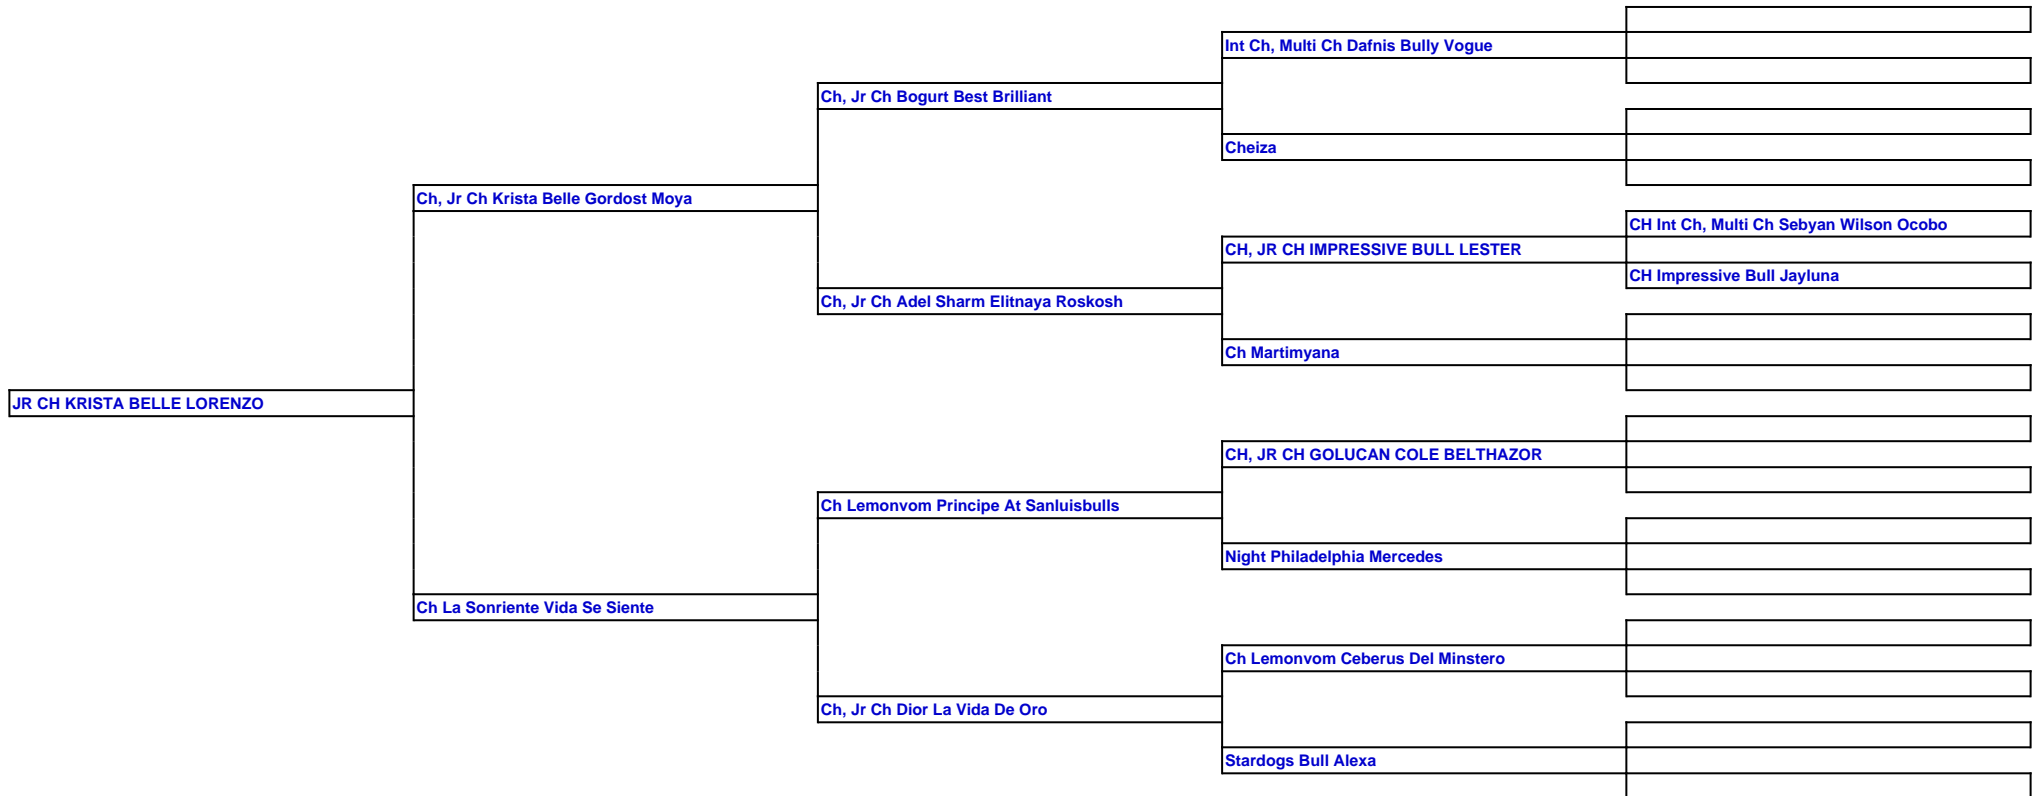 Int Ch, Multi Ch Dafnis Bully Vogue
Ch, Jr Ch Bogurt Best Brilliant
Cheiza
Ch, Jr Ch Krista Belle Gordost Moya
CH Int Ch, Multi Ch Sebyan Wilson Ocobo
CH, JR CH IMPRESSIVE BULL LESTER
CH Impressive Bull Jayluna
Ch, Jr Ch Adel Sharm Elitnaya Roskosh
Ch Martimyana
JR CH KRISTA BELLE LORENZO
CH, JR CH GOLUCAN COLE BELTHAZOR
Ch Lemonvom Principe At Sanluisbulls
Night Philadelphia Mercedes
Ch La Sonriente Vida Se Siente
Ch Lemonvom Ceberus Del Minstero
Ch, Jr Ch Dior La Vida De Oro
Stardogs Bull Alexa